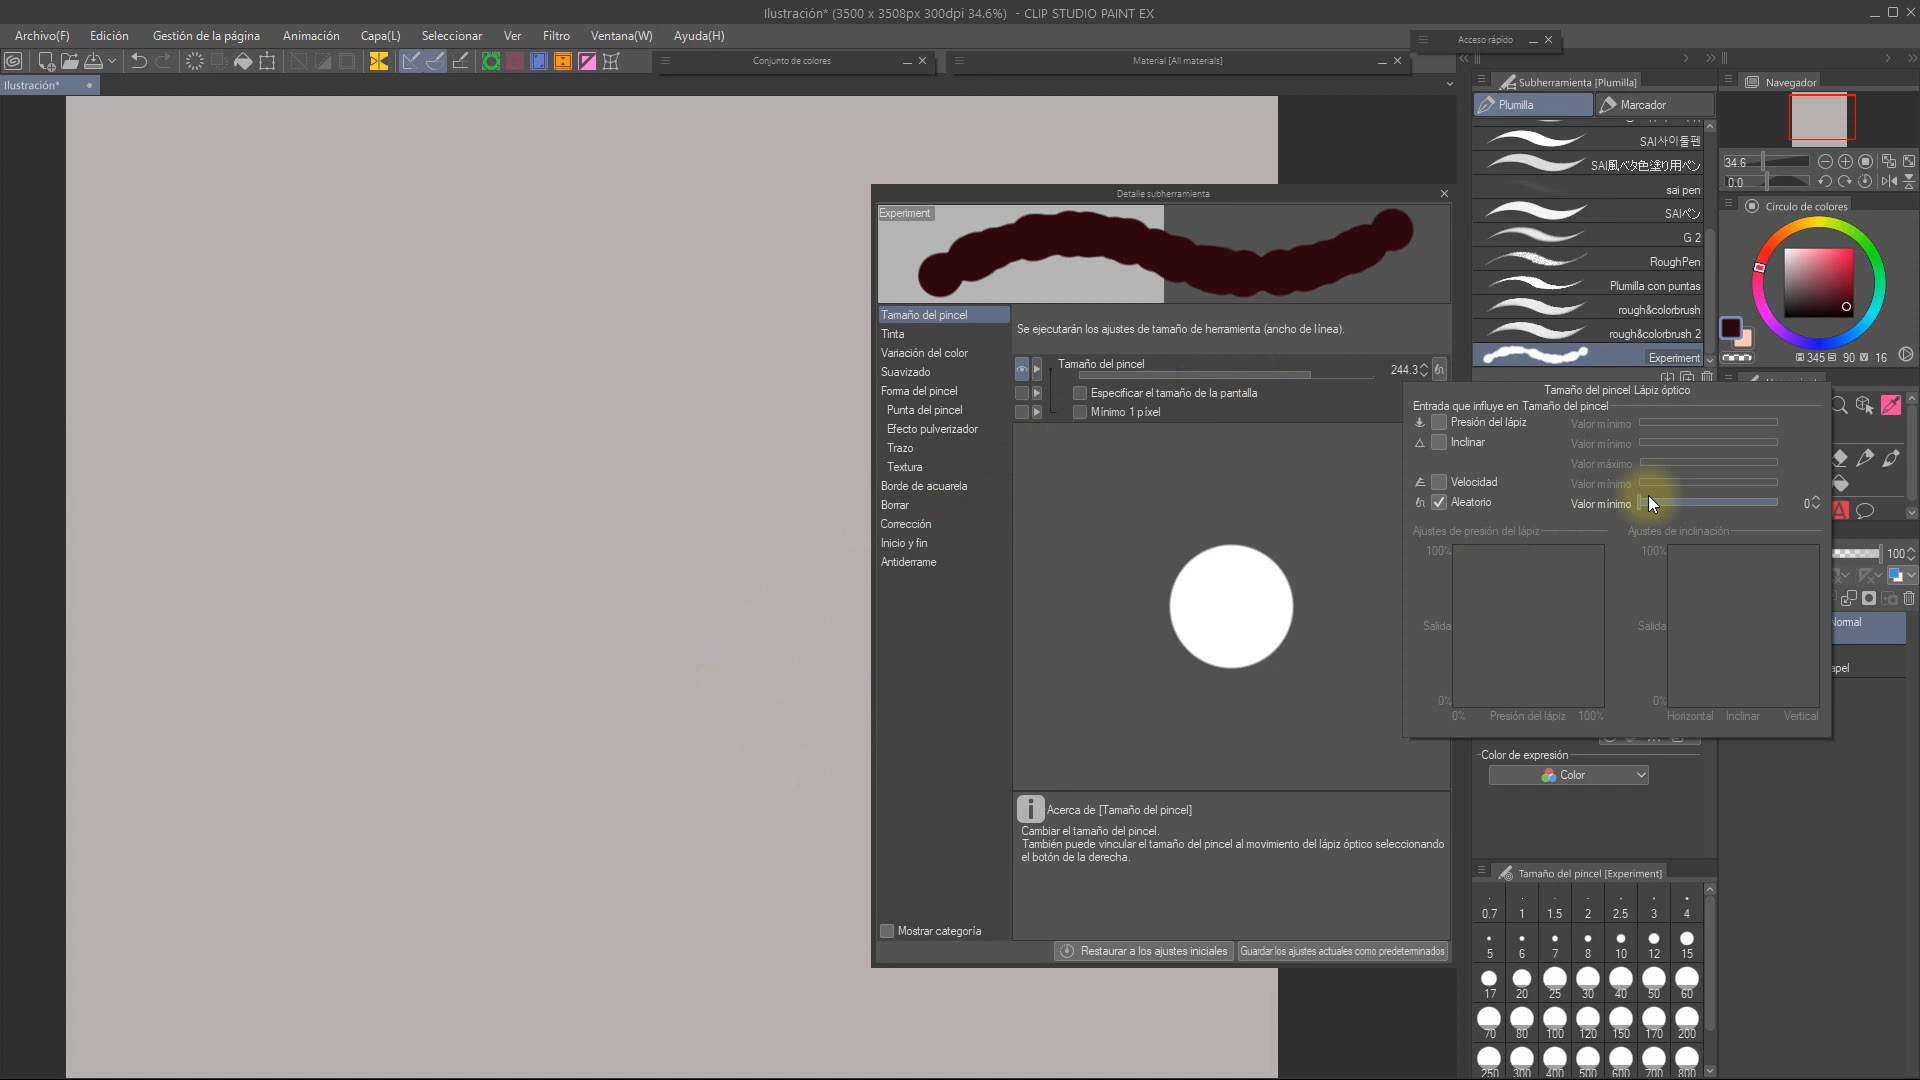 Ilustración* (3500 x 3508px 300dpi 34.6%)  - CLIP STUDIO PAINT EX
Archivo(F) Edición Gestión de la página Animación Capa(L) Seleccionar Ver Filtro Ventana(W) Ayuda(H)
Acceso rápido
Conjunto de colores
Material [All materials]
Ilustración*
Subherramienta [Plumilla]
Plumilla
Marcador
SAI사이둘펜
SAI風ベタ色塗り用ペン
sai pen
SAIペン
G 2
RoughPen
Plumilla con puntas
rough&colorbrush
rough&colorbrush 2
Experiment
Navegador
34.6
0.0
Círculo de colores
345 90 16
Detalle subherramienta
Experiment
Tamaño del pincel
Tinta
Variación del color
Suavizado
Forma del pincel
Punta del pincel
Efecto pulverizador
Trazo
Textura
Borde de acuarela
Borrar
Corrección
Inicio y fin
Antiderrame
Mostrar categoría
Se ejecutarán los ajustes de tamaño de herramienta (ancho de línea).
Tamaño del pincel
244.3
Especificar el tamaño de la pantalla
Mínimo 1 píxel
Acerca de [Tamaño del pincel]
Cambiar el tamaño del pincel.
También puede vincular el tamaño del pincel al movimiento del lápiz óptico seleccionando
el botón de la derecha.
Restaurar a los ajustes iniciales
Guardar los ajustes actuales como predeterminados
Tamaño del pincel Lápiz óptico
Entrada que influye en Tamaño del pincel
Presión del lápiz Valor mínimo
Inclinar Valor mínimo
Valor máximo
Velocidad Valor mínimo
Aleatorio Valor mínimo 0
Ajustes de presión del lápiz
Ajustes de inclinación
100%
Salida
0%
0% Presión del lápiz 100%
100%
Salida
0%
Horizontal Inclinar Vertical
100
Normal
apel
Color de expresión
Color
Tamaño del pincel [Experiment]
0.7 1 1.5 2 2.5 3 4
5 6 7 8 10 12 15
17 20 25 30 40 50 60
70 80 100 120 150 170 200
250 300 400 500 600 700 800